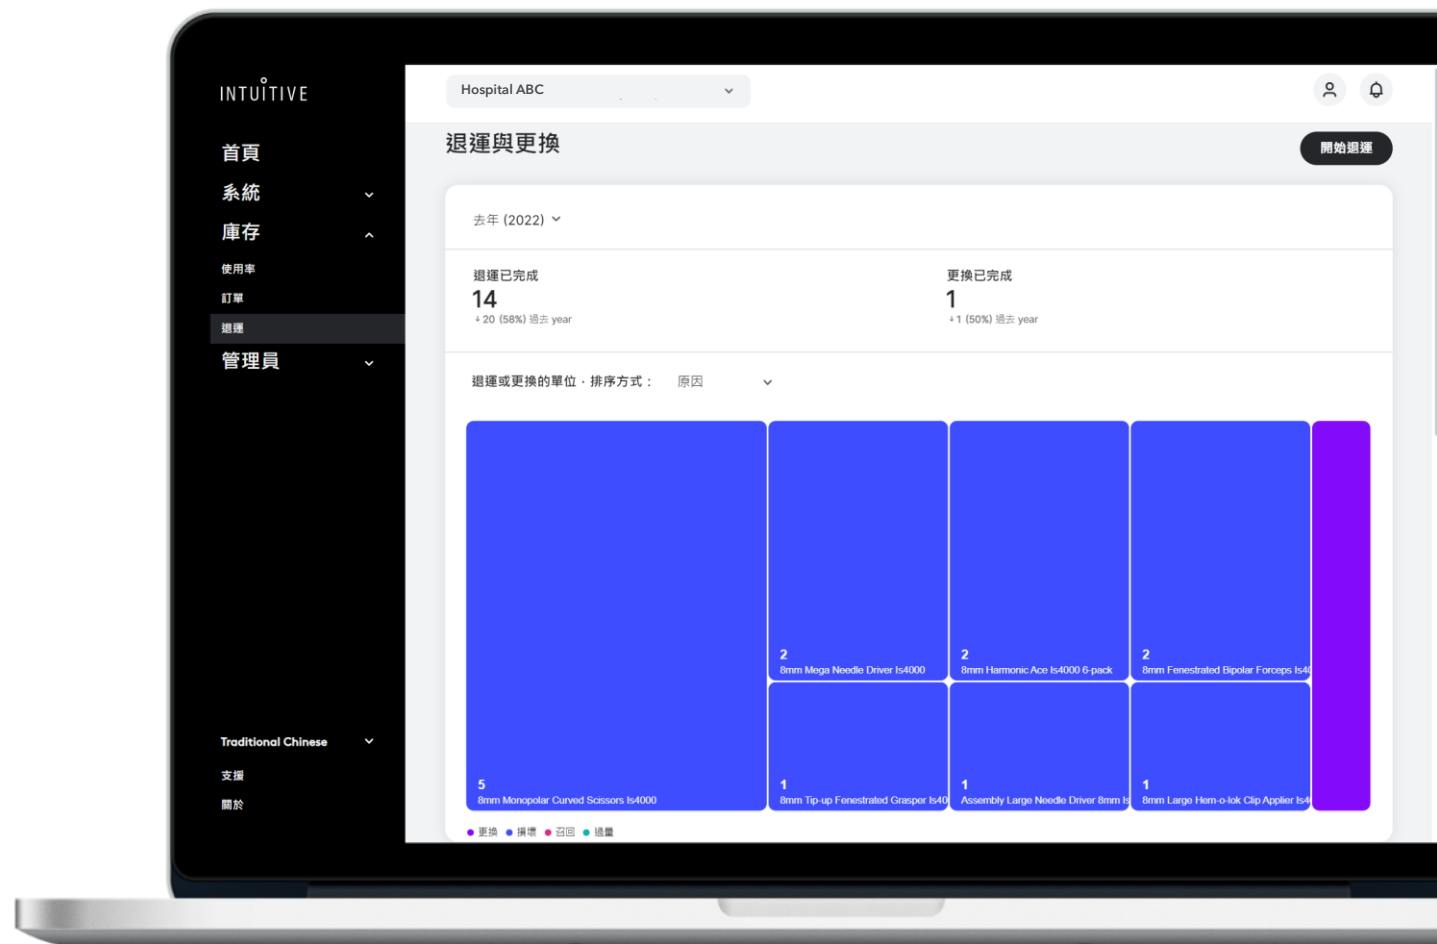 INTUITIVE
Hospital ABC
首頁
系統
庫存
使用率
訂單
退運
管理員
Traditional Chinese
支援
關於
退運與更換
開始退運
去年 (2022)
退運已完成
14
↓ 20 (58%) 過去 year
更換已完成
1
↓ 1 (50%) 過去 year
退運或更換的單位，排序方式： 原因
5
8mm Monopolar Curved Scissors Is4000
2
8mm Mega Needle Driver Is4000
2
8mm Harmonic Ace Is4000 6-pack
2
8mm Fenestrated Bipolar Forceps Is40
1
8mm Tip-up Fenestrated Grasper Is40
1
Assembly Large Needle Driver 8mm Is
1
8mm Large Hem-o-lok Clip Applier Is4
更換 損壞 召回 過量